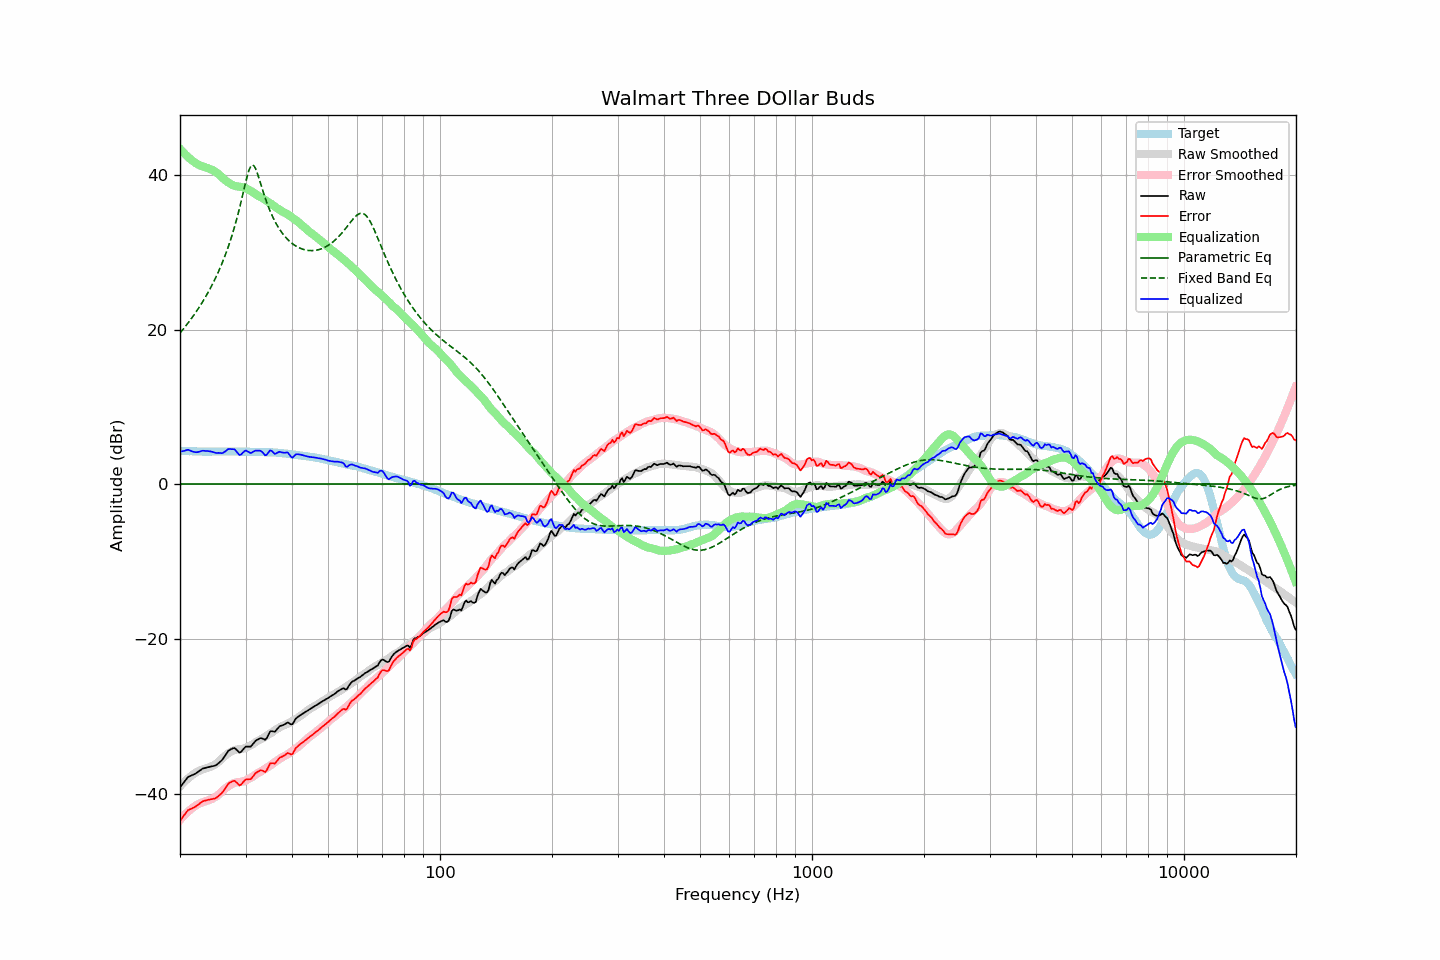 Walmart Three DOllar Buds
Target
Raw Smoothed
Error Smoothed
Raw
Error
Equalization
Parametric Eq
Fixed Band Eq
Equalized
40
20
0
−20
−40
Amplitude (dBr)
100
1000
10000
Frequency (Hz)